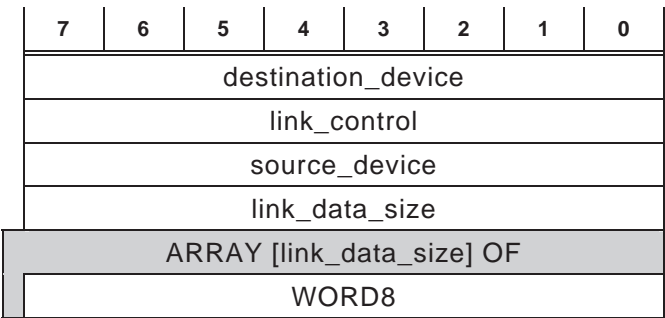 7 6 5 4 3 2 1 0
destination_device
link_control
source_device
link_data_size
ARRAY [link_data_size] OF
WORD8